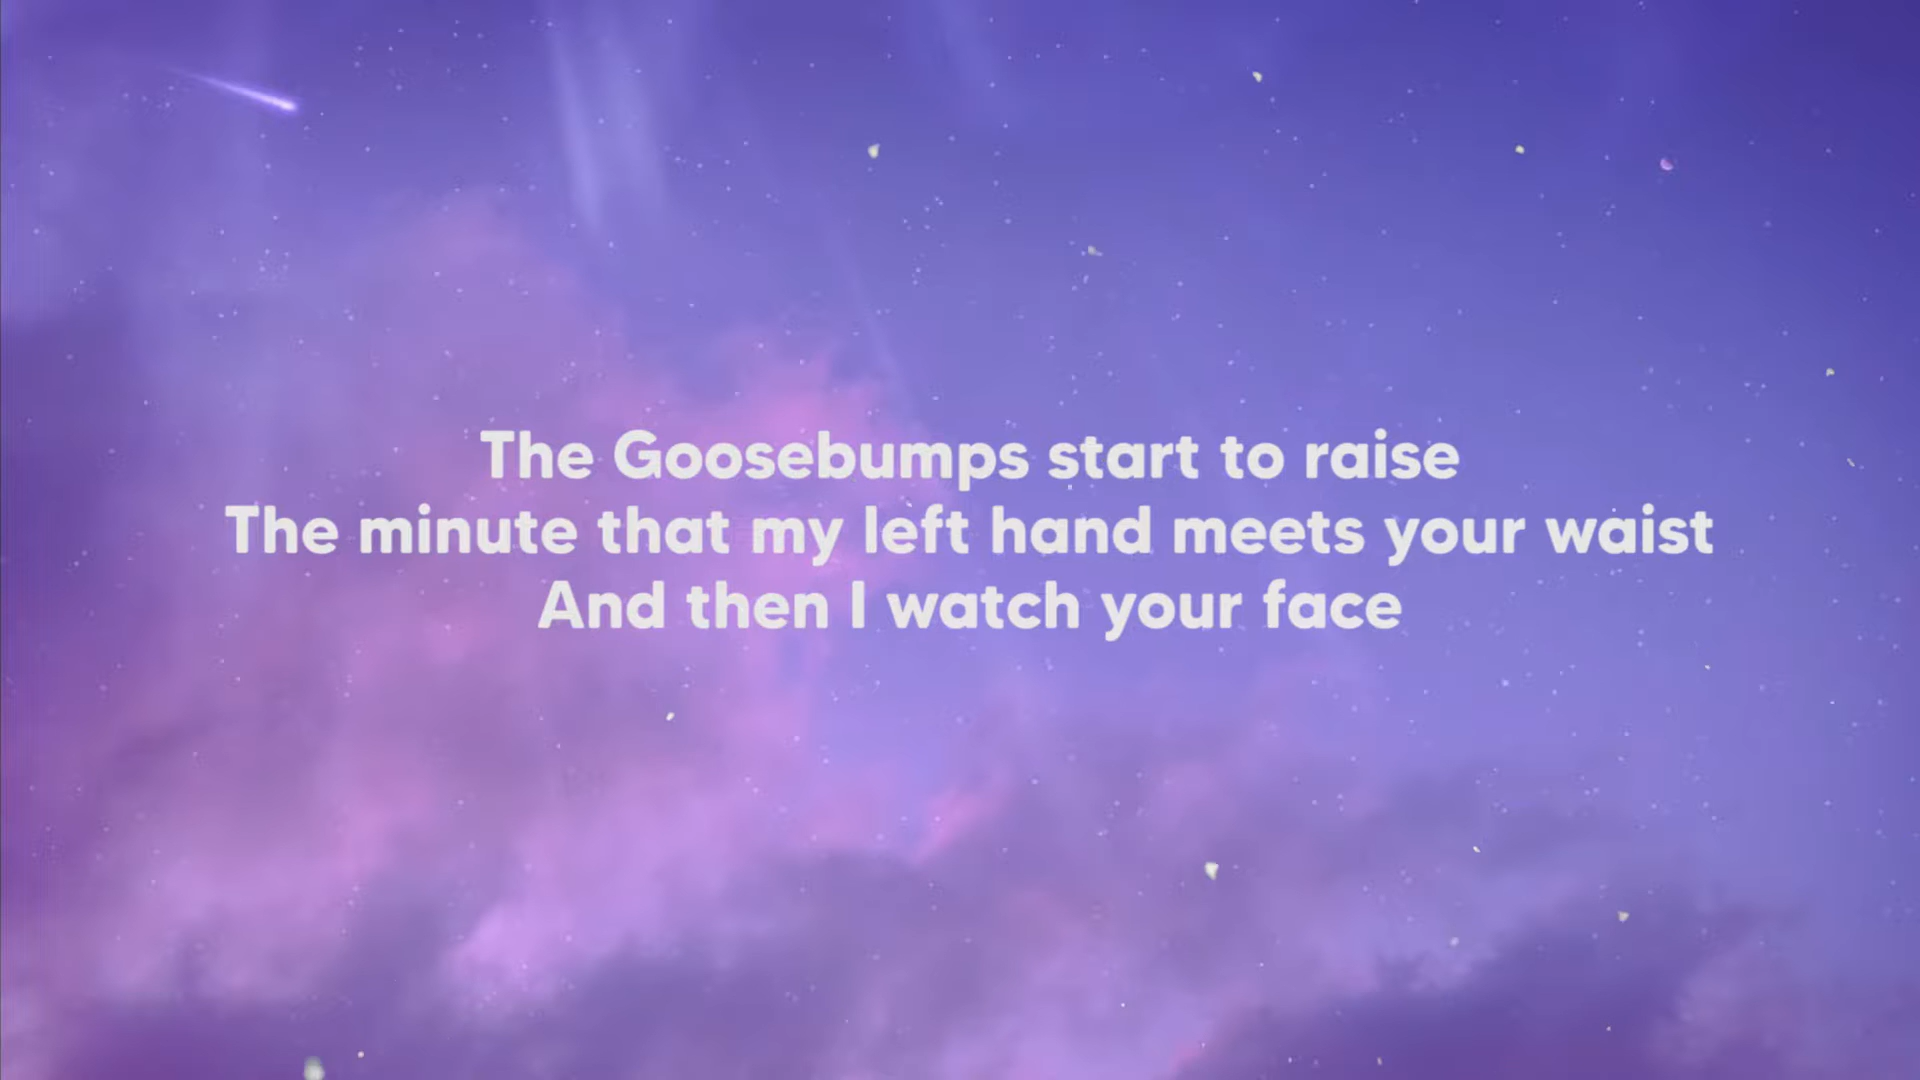 The Goosebumps start to raise
The minute that my left hand meets your waist
And then I watch your face